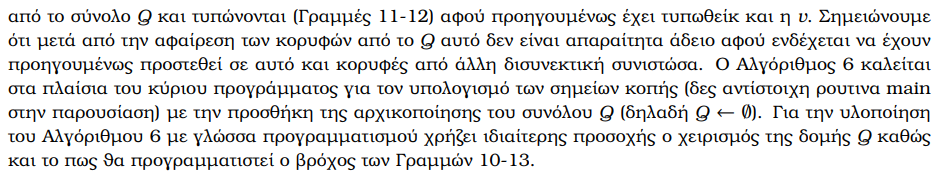 από το σύνολο Q και τυπώνονται (Γραμμές 11-12) αφού προηγουμένως έχει τυπωθείκ και η υ. Σημειώνουμε
ότι μετά από την αφαίρεση των κορυφών από το Q αυτό δεν είναι απαραίτητα άδειο αφού ενδέχεται να έχουν
προηγουμένως προστεθεί σε αυτό και κορυφές από άλλη δισυνεκτική συνιστώσα. Ο Αλγόριθμος 6 καλείται
στα πλαίσια του κύριου προγράμματος για τον υπολογισμό των σημείων κοπής (δες αντίστοιχη ρουτινα main
στην παρουσίαση) με την προσθήκη της αρχικοποίησης του συνόλου Q (δηλαδή Q ← ∅). Για την υλοποίηση
του Αλγόριθμου 6 με γλώσσα προγραμματισμού χρήζει ιδιαίτερης προσοχής ο χειρισμός της δομής Q καθώς
και το πως θα προγραμματιστεί ο βρόχος των Γραμμών 10-13.